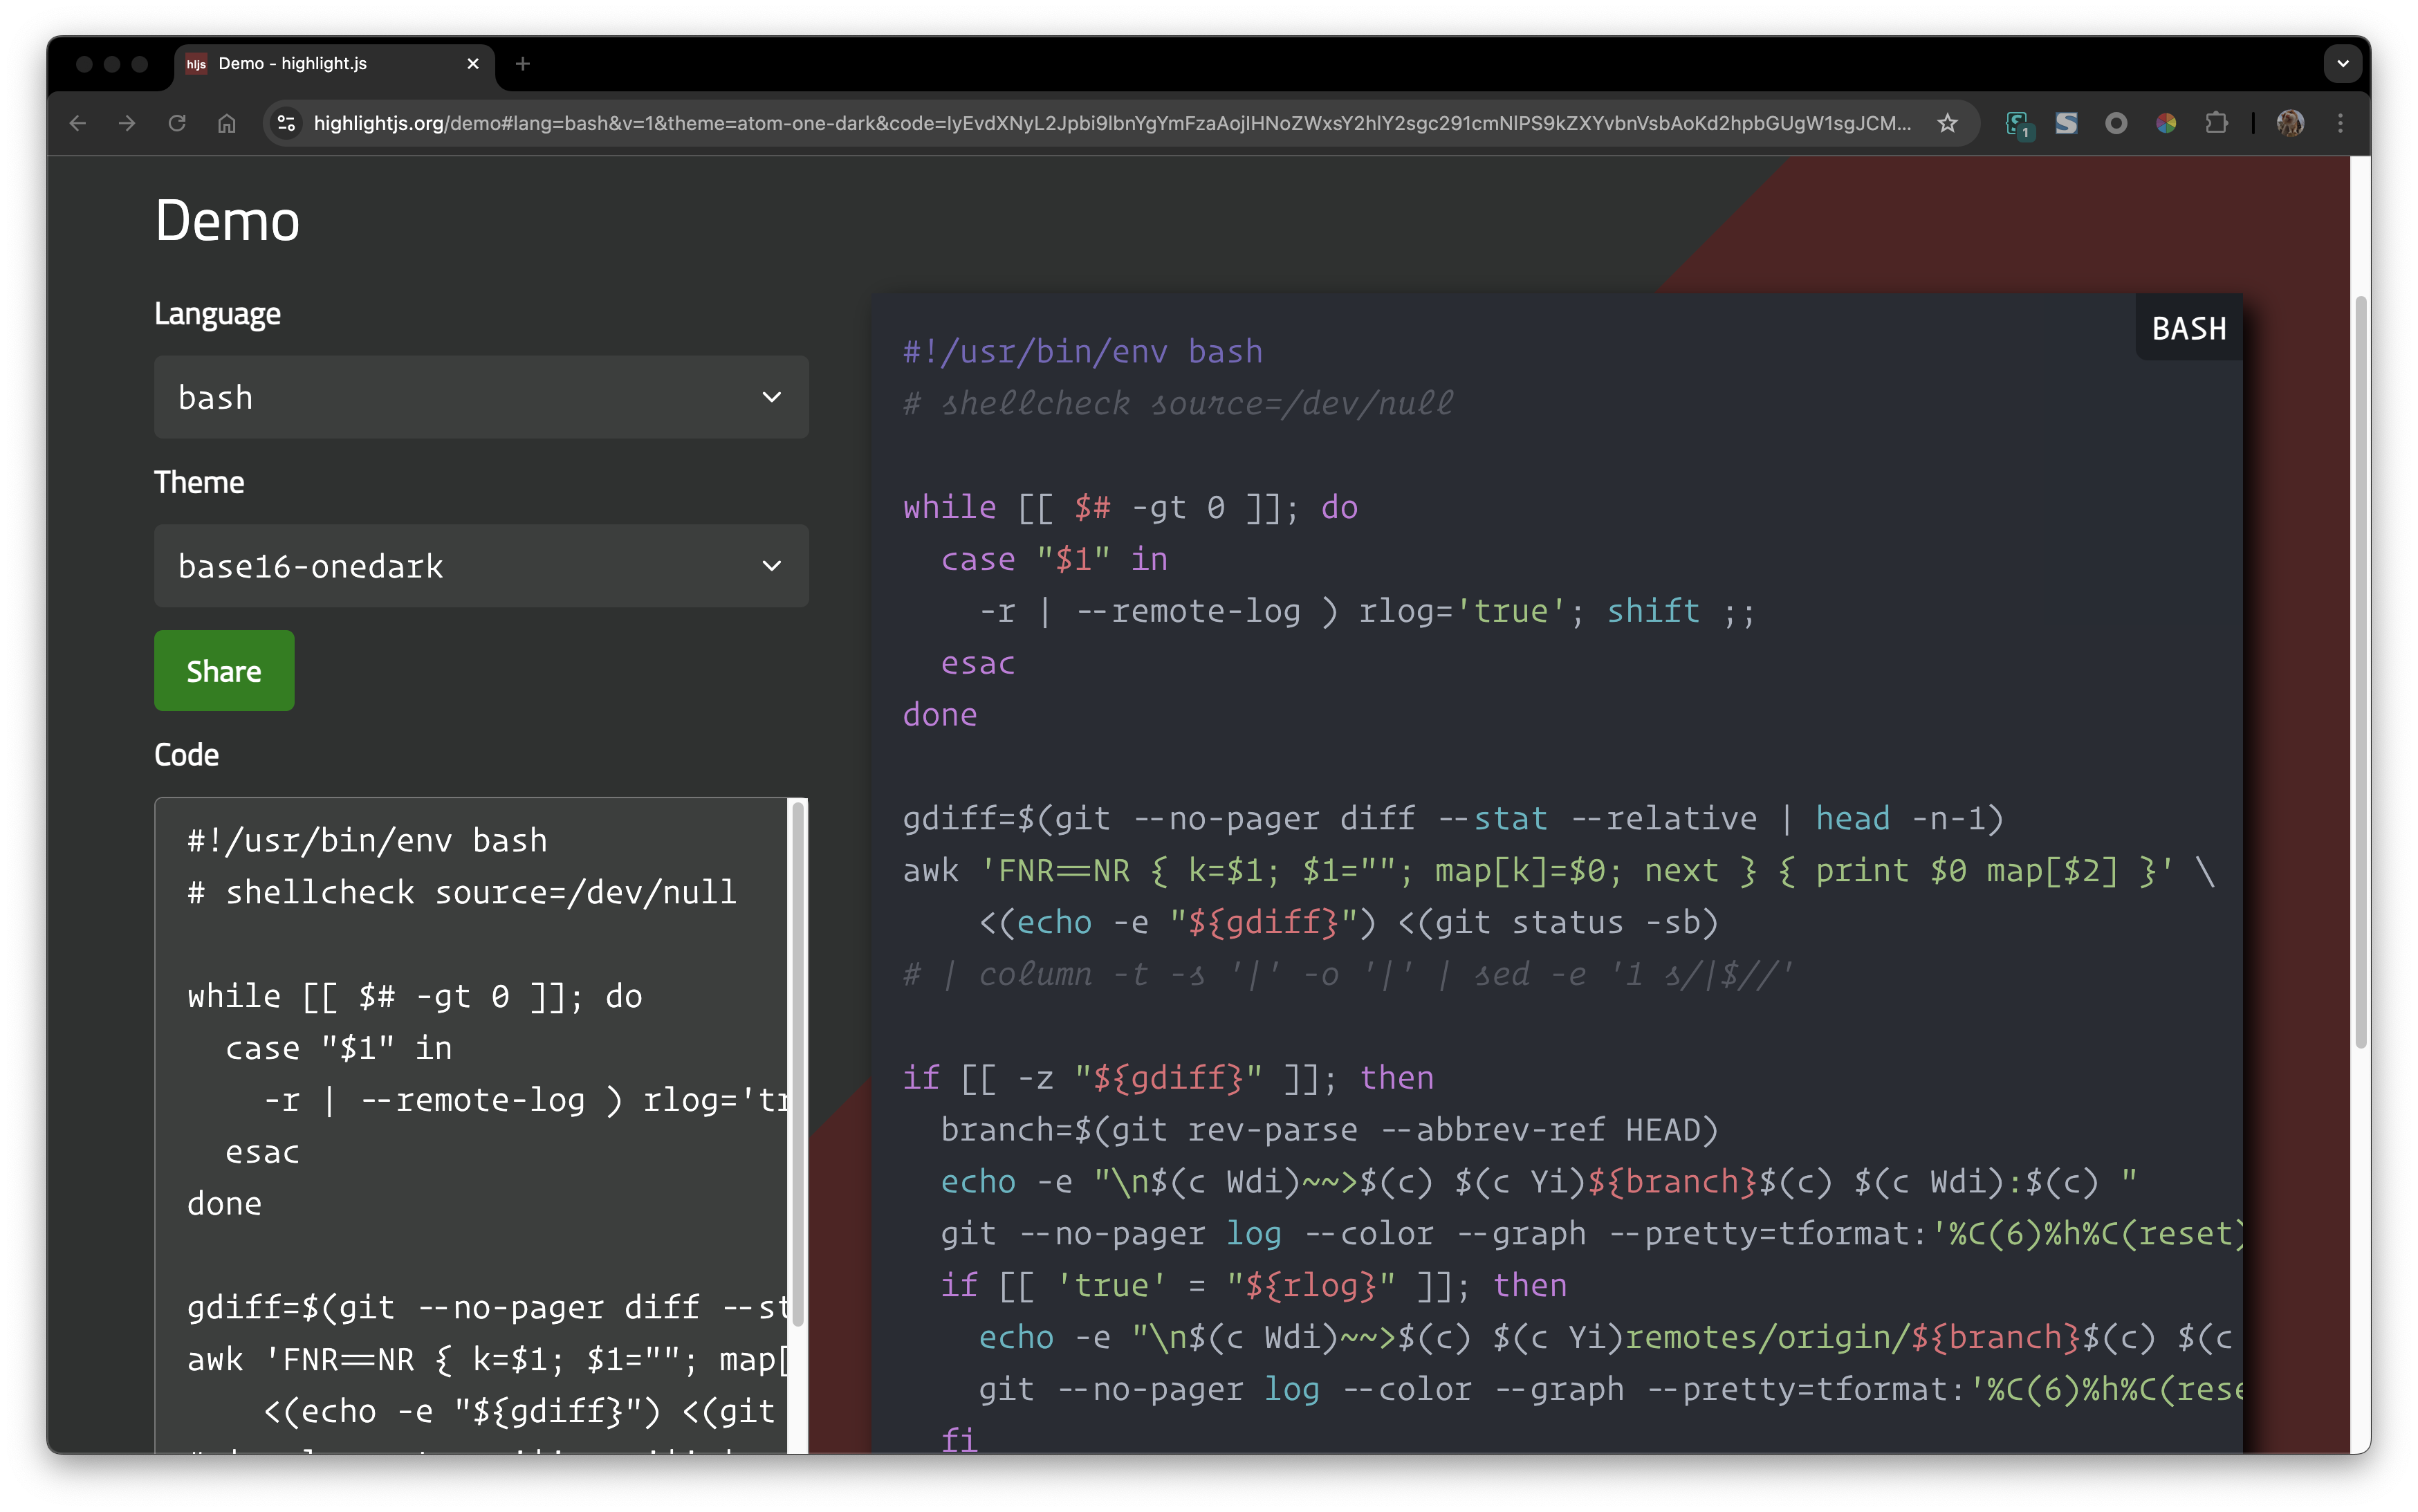 hljs Demo - highlight.js
highlightjs.org/demo#lang=bash&v=1&theme=atom-one-dark&code=IyEvdXNyL2Jpbi9lbnYgYmFzaAojIHNoZWxsY2hlY2sgc291cmNlPS9kZXYvbnVsbAoKd2hpbGUgW1sgJCM...
1
Demo
Language
bash
Theme
base16-onedark
Share
Code
#!/usr/bin/env bash
# shellcheck source=/dev/null
while [[ $# -gt 0 ]]; do
case "$1" in
-r | --remote-log ) rlog='tr
esac
done
gdiff=$(git --no-pager diff --st
awk 'FNR==NR { k=$1; $1=""; map[
<(echo -e "${gdiff}") <(git
BASH
#!/usr/bin/env bash
# shellcheck source=/dev/null
while [[ $# -gt 0 ]]; do
case "$1" in
-r | --remote-log ) rlog='true'; shift ;;
esac
done
gdiff=$(git --no-pager diff --stat --relative | head -n-1)
awk 'FNR==NR { k=$1; $1=""; map[k]=$0; next } { print $0 map[$2] }' \
<(echo -e "${gdiff}") <(git status -sb)
# | column -t -s '|' -o '|' | sed -e '1 s/|$//'
if [[ -z "${gdiff}" ]]; then
branch=$(git rev-parse --abbrev-ref HEAD)
echo -e "\n$(c Wdi)~~>$(c) $(c Yi)${branch}$(c) $(c Wdi):$(c) "
git --no-pager log --color --graph --pretty=tformat:'%C(6)%h%C(reset)
if [[ 'true' = "${rlog}" ]]; then
echo -e "\n$(c Wdi)~~>$(c) $(c Yi)remotes/origin/${branch}$(c) $(c
git --no-pager log --color --graph --pretty=tformat:'%C(6)%h%C(rese
fi